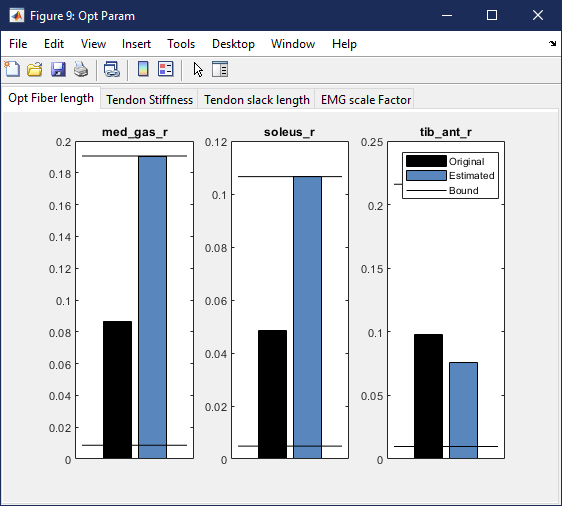 Figure 9: Opt Param
File Edit View Insert Tools Desktop Window Help
Opt Fiber length Tendon Stiffness Tendon slack length EMG scale Factor
med_gas_r
0.2
0.18
0.16
0.14
0.12
0.1
0.08
0.06
0.04
0.02
0
soleus_r
0.12
0.1
0.08
0.06
0.04
0.02
0
tib_ant_r
0.25
0.2
0.15
0.1
0.05
0
Original
Estimated
Bound